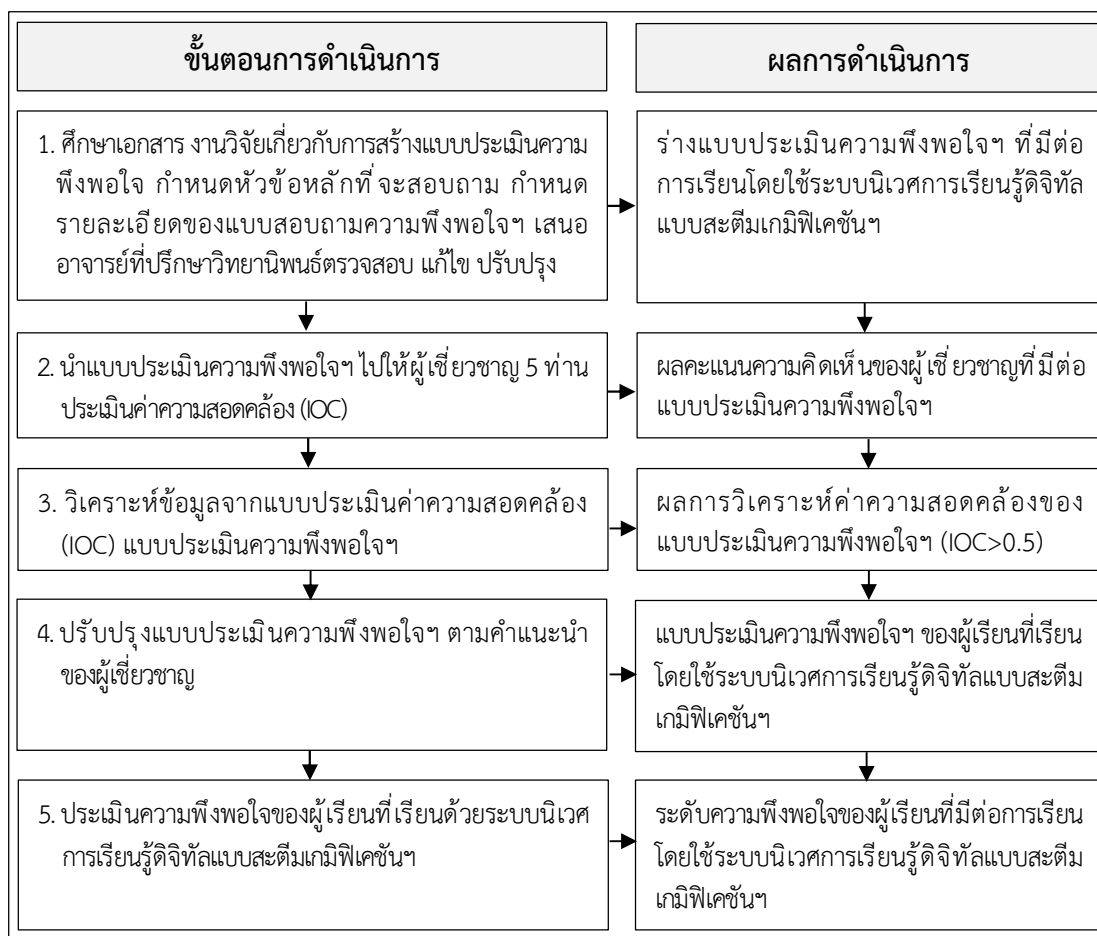 ขั้นตอนการดำเนินการ
ผลการดำเนินการ
1. ศึกษาเอกสาร งานวิจัยเกี่ยวกับการสร้างแบบประเมินความ
พึงพอใจ กำหนดหัวข้อหลักที่จะสอบถาม กำหนด
รายละเอียดของแบบสอบถามความพึงพอใจฯ เสนอ
อาจารย์ที่ปรึกษาวิทยานิพนธ์ตรวจสอบ แก้ไข ปรับปรุง
ร่างแบบประเมินความพึงพอใจฯ ที่มีต่อ
การเรียนโดยใช้ระบบนิเวศการเรียนรู้ดิจิทัล
แบบสะตีมเกมิฟิเคชันฯ
2. นำแบบประเมินความพึงพอใจฯ ไปให้ผู้เชี่ยวชาญ 5 ท่าน
ประเมินค่าความสอดคล้อง (IOC)
ผลคะแนนความคิดเห็นของผู้เชี่ยวชาญที่มีต่อ
แบบประเมินความพึงพอใจฯ
3. วิเคราะห์ข้อมูลจากแบบประเมินค่าความสอดคล้อง
(IOC) แบบประเมินความพึงพอใจฯ
ผลการวิเคราะห์ค่าความสอดคล้องของ
แบบประเมินความพึงพอใจฯ (IOC>0.5)
4. ปรับปรุงแบบประเมินความพึงพอใจฯ ตามคำแนะนำ
ของผู้เชี่ยวชาญ
แบบประเมินความพึงพอใจฯ ของผู้เรียนที่เรียน
โดยใช้ระบบนิเวศการเรียนรู้ดิจิทัลแบบสะตีม
เกมิฟิเคชันฯ
5. ประเมินความพึงพอใจของผู้เรียนที่เรียนด้วยระบบนิเวศ
การเรียนรู้ดิจิทัลแบบสะตีมเกมิฟิเคชันฯ
ระดับความพึงพอใจของผู้เรียนที่มีต่อการเรียน
โดยใช้ระบบนิเวศการเรียนรู้ดิจิทัลแบบสะตีม
เกมิฟิเคชันฯ